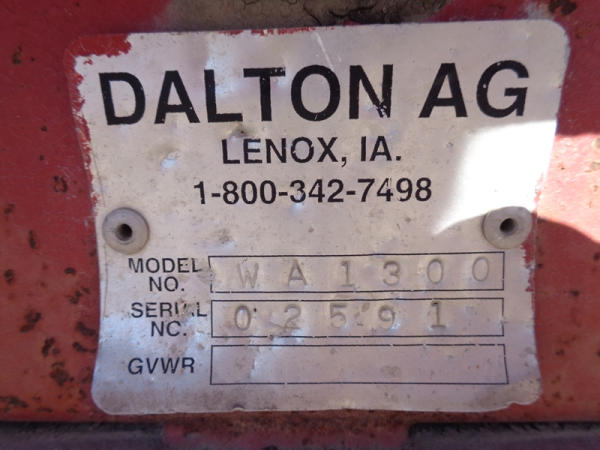 DALTON AG
LENOX, IA.
1-800-342-7498
MODEL NO. WA1300
SERIAL NO. 02591
GVWR